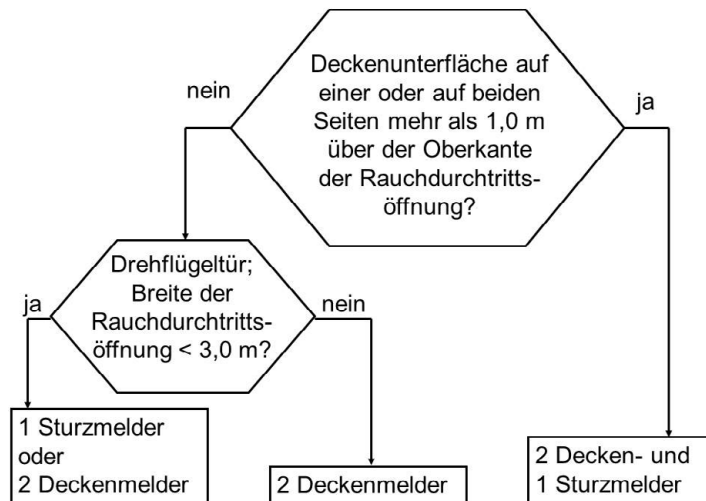 Deckenunterfläche auf
einer oder auf beiden
Seiten mehr als 1,0 m
über der Oberkante
der Rauchdurchtritts-
öffnung?
nein
ja
Drehflügeltür;
Breite der
Rauchdurchtritts-
öffnung < 3,0 m?
ja
nein
1 Sturzmelder
oder
2 Deckenmelder
2 Deckenmelder
2 Decken- und
1 Sturzmelder